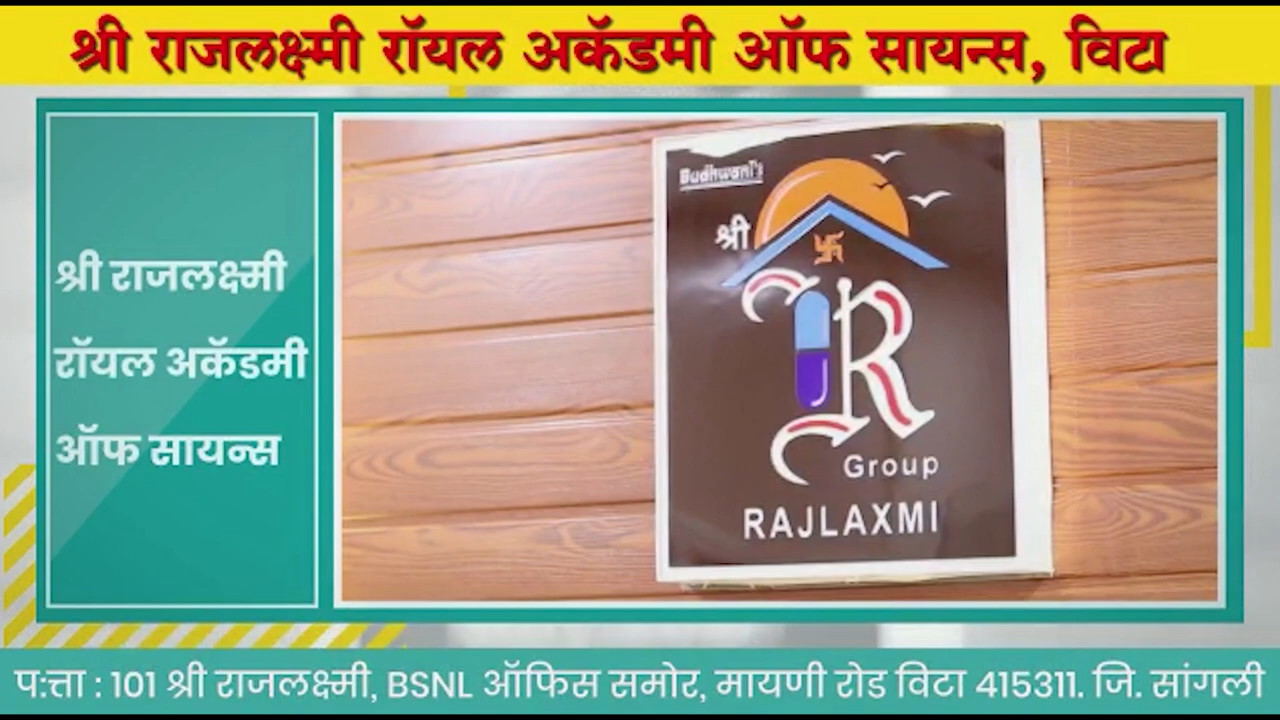 श्री राजलक्ष्मी रॉयल अकॅडमी ऑफ सायन्स, विटा
श्री राजलक्ष्मी
रॉयल अकॅडमी
ऑफ सायन्स
Budhwani's
श्री
R
Group
RAJLAXMI
प:त्ता : 101 श्री राजलक्ष्मी, BSNL ऑफिस समोर, मायणी रोड विटा 415311. जि. सांगली